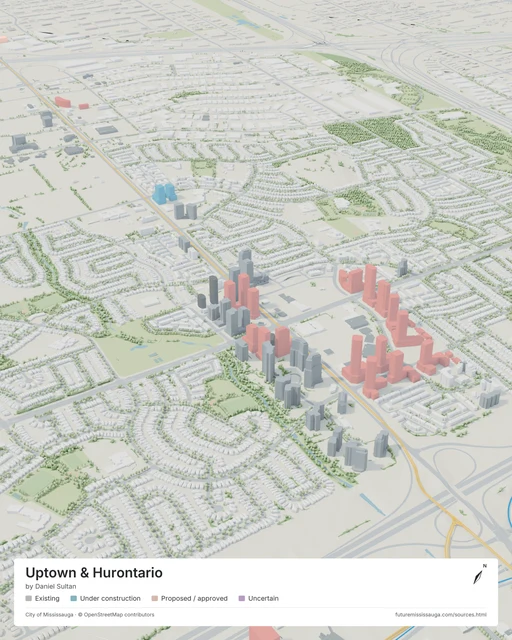 Uptown & Hurontario
N
by Daniel Sultan
Existing Under construction Proposed / approved Uncertain
City of Mississauga · © OpenStreetMap contributors futuremississauga.com/sources.html